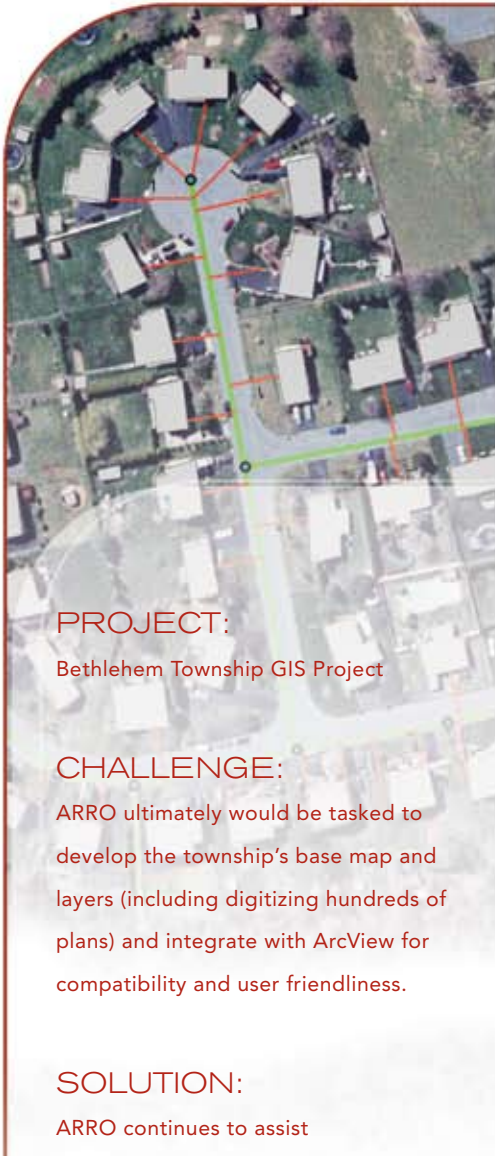 PROJECT:
Bethlehem Township GIS Project
CHALLENGE:
ARRO ultimately would be tasked to
develop the township's base map and
layers (including digitizing hundreds of
plans) and integrate with ArcView for
compatibility and user friendliness.
SOLUTION:
ARRO continues to assist